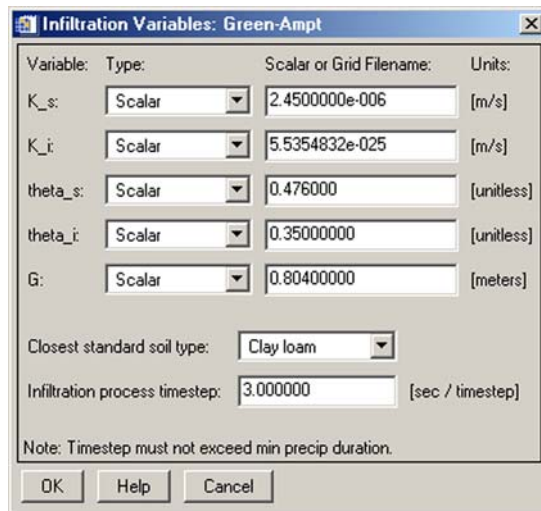 Infiltration Variables: Green-Ampt
Variable: Type: Scalar or Grid Filename: Units:
K_s: Scalar 2.4500000e-006 [m/s]
K_i: Scalar 5.5354832e-025 [m/s]
theta_s: Scalar 0.476000 [unitless]
theta_i: Scalar 0.35000000 [unitless]
G: Scalar 0.80400000 [meters]
Closest standard soil type: Clay loam
Infiltration process timestep: 3.000000 [sec / timestep]
Note: Timestep must not exceed min precip duration.
OK Help Cancel